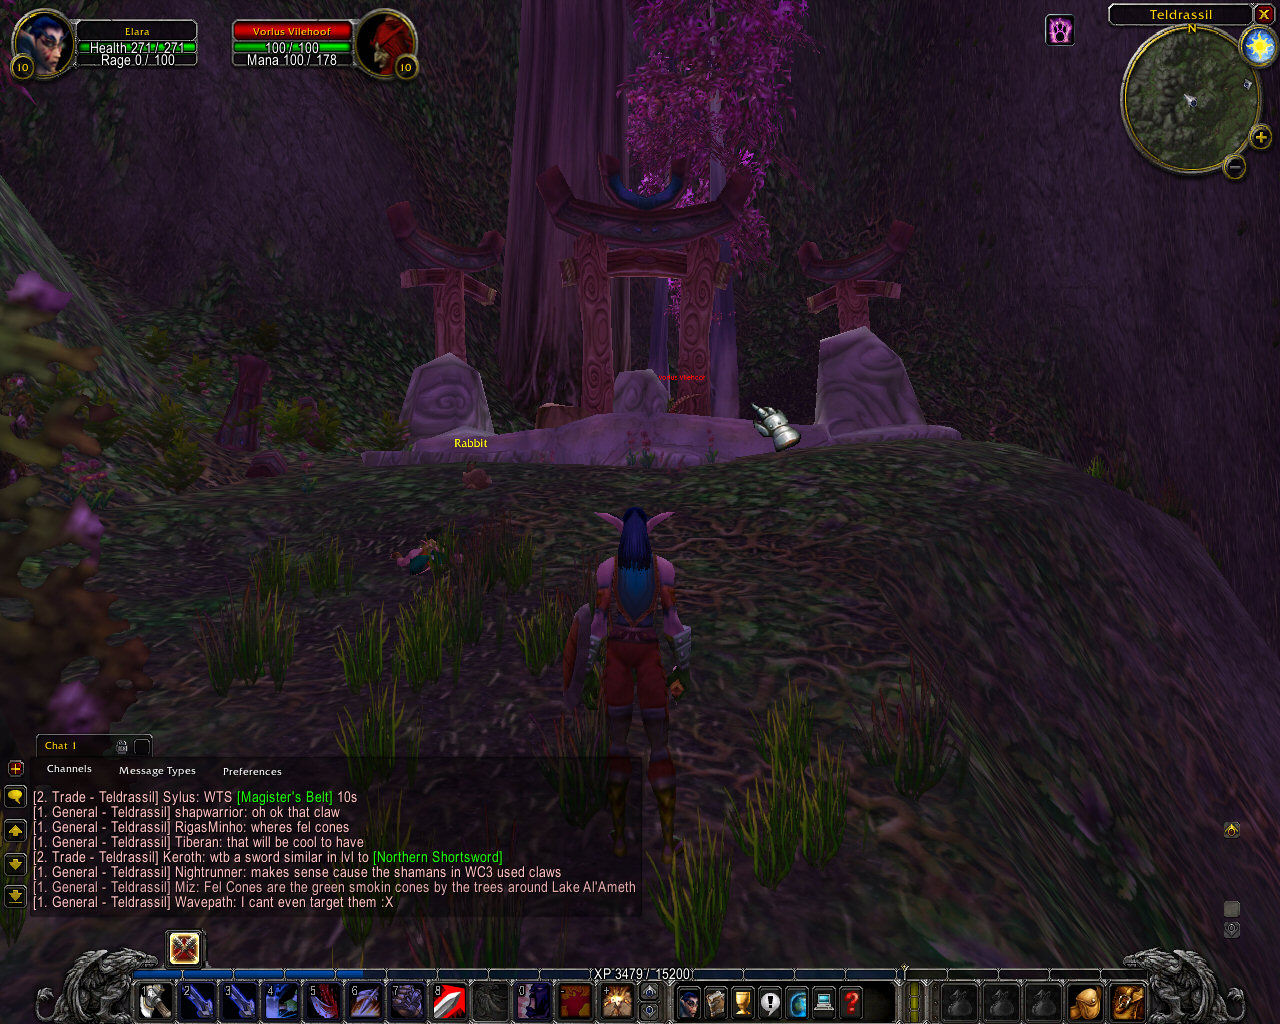 Elara
Health 271 / 271
Rage 0 / 100
10
Vorlus Vilehoof
100 / 100
Mana 100 / 178
10
Teldrassil
N
Vorlus Vilehoof
Rabbit
Chat 1
Channels Message Types Preferences
[2. Trade - Teldrassil] Sylus: WTS [Magister's Belt] 10s
[1. General - Teldrassil] shapwarrior: oh ok that claw
[1. General - Teldrassil] RigasMinho: wheres fel cones
[1. General - Teldrassil] Tiberan: that will be cool to have
[2. Trade - Teldrassil] Keroth: wtb a sword similar in lvl to [Northern Shortsword]
[1. General - Teldrassil] Nightrunner: makes sense cause the shamans in WC3 used claws
[1. General - Teldrassil] Miz: Fel Cones are the green smokin cones by the trees around Lake Al'Ameth
[1. General - Teldrassil] Wavepath: I cant even target them :X
XP 3479 / 15200
1 2 3 4 5 6 7 8 0 - +